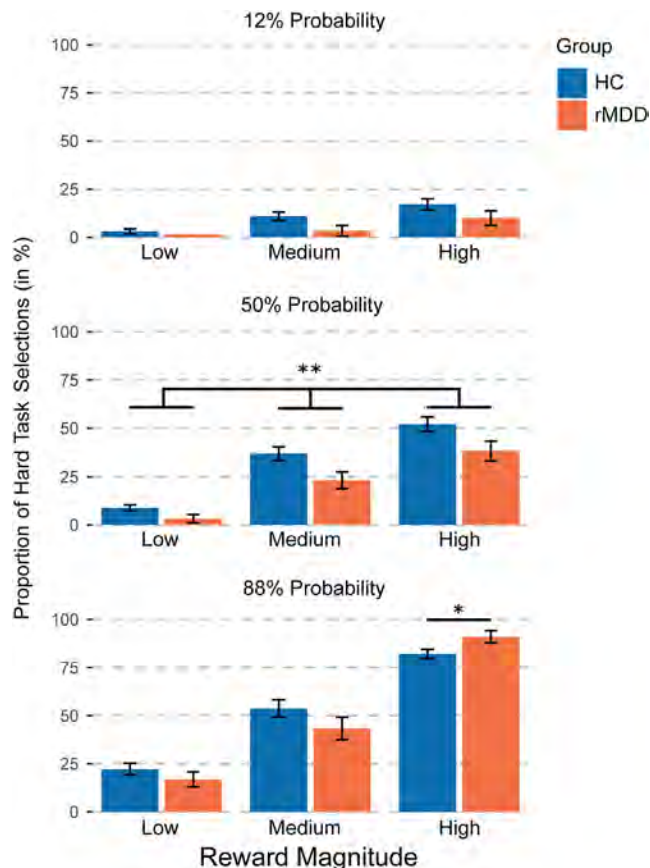 12% Probability
Group
HC
rMDD
100
75
50
25
0
Low Medium High
50% Probability
100
75
50
25
0
**
Low Medium High
88% Probability
100
75
50
25
0
*
Low Medium High
Proportion of Hard Task Selections (in %)
Reward Magnitude